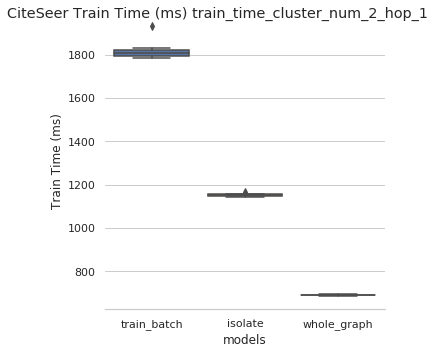 CiteSeer Train Time (ms) train_time_cluster_num_2_hop_1
1800
1600
1400
1200
1000
800
Train Time (ms)
train_batch
isolate
whole_graph
models